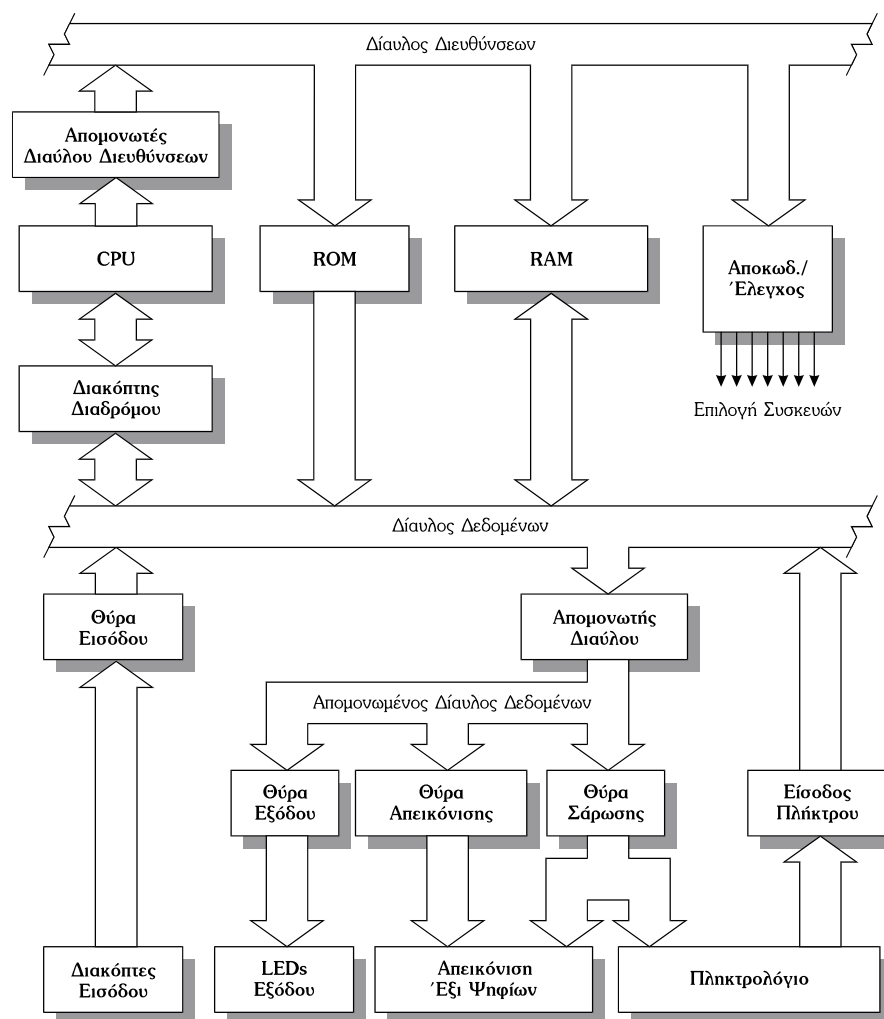 Δίαυλος Διευθύνσεων
Απομονωτές
Διαύλου Διευθύνσεων
CPU
ROM
RAM
Αποκωδ./
Έλεγχος
Διακόπτης
Διαδρόμου
Επιλογή Συσκευών
Δίαυλος Δεδομένων
Θύρα
Εισόδου
Απομονωτής
Διαύλου
Απομονωμένος Δίαυλος Δεδομένων
Θύρα
Εξόδου
Θύρα
Απεικόνισης
Θύρα
Σάρωσης
Είσοδος
Πλήκτρου
Διακόπτες
Εισόδου
LEDs
Εξόδου
Απεικόνιση
Έξι Ψηφίων
Πληκτρολόγιο